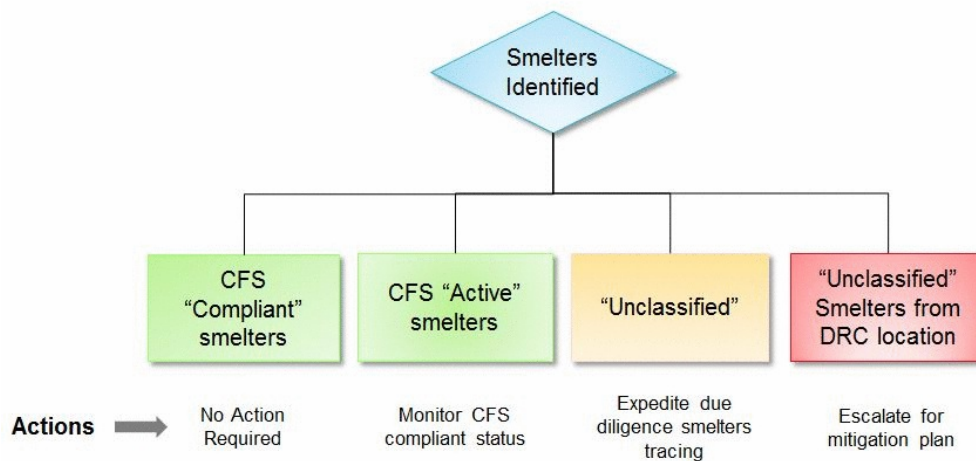 Smelters
Identified
CFS
“Compliant”
smelters
CFS “Active”
smelters
“Unclassified”
“Unclassified”
Smelters from
DRC location
Actions
No Action
Required
Monitor CFS
compliant status
Expedite due
diligence smelters
tracing
Escalate for
mitigation plan